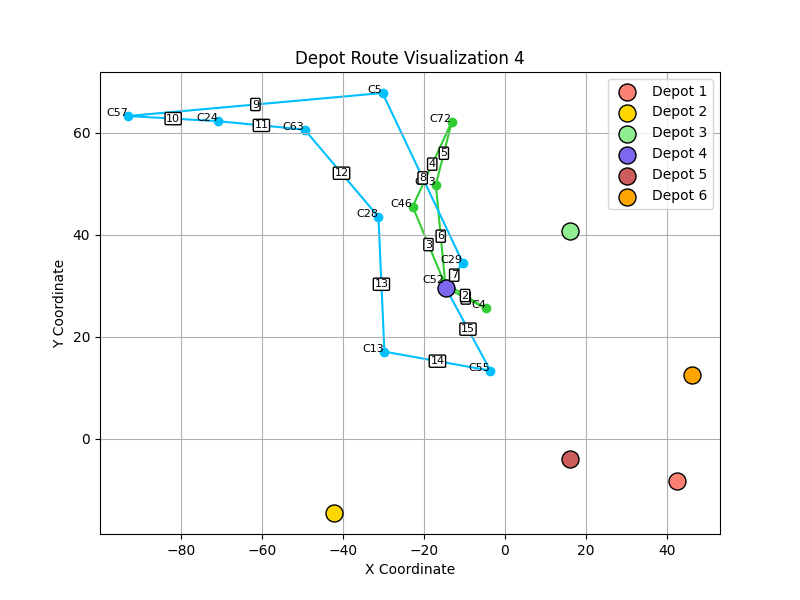 Depot Route Visualization 4
Depot 1
Depot 2
Depot 3
Depot 4
Depot 5
Depot 6
C5
C57
9
10
C24
11
C63
C72
5
4
12
8
C46
C28
6
3
C29
7
C52
13
2
C4
15
C13
14
C55
60
40
20
0
Y Coordinate
−80
−60
−40
−20
0
20
40
X Coordinate